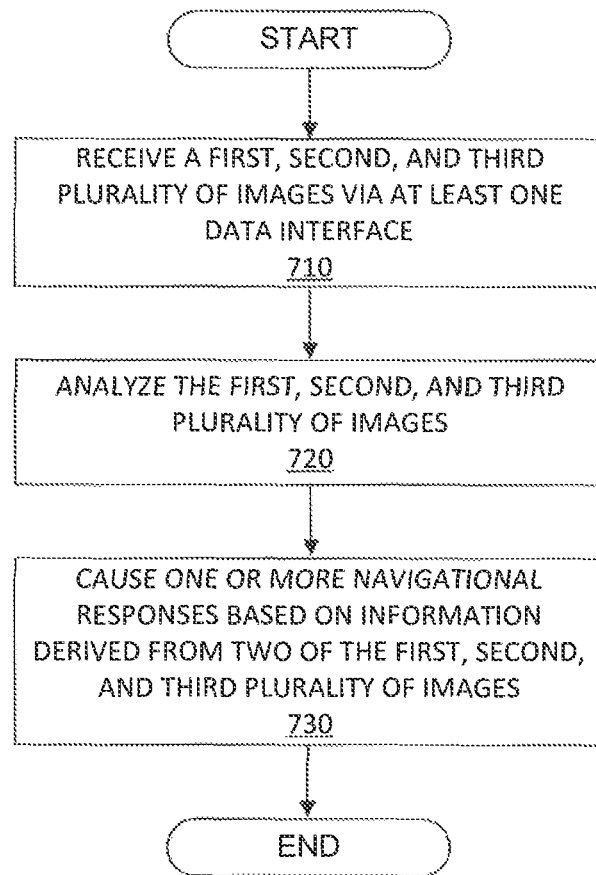 START
RECEIVE A FIRST, SECOND, AND THIRD
PLURALITY OF IMAGES VIA AT LEAST ONE
DATA INTERFACE
710
ANALYZE THE FIRST, SECOND, AND THIRD
PLURALITY OF IMAGES
720
CAUSE ONE OR MORE NAVIGATIONAL
RESPONSES BASED ON INFORMATION
DERIVED FROM TWO OF THE FIRST, SECOND,
AND THIRD PLURALITY OF IMAGES
730
END